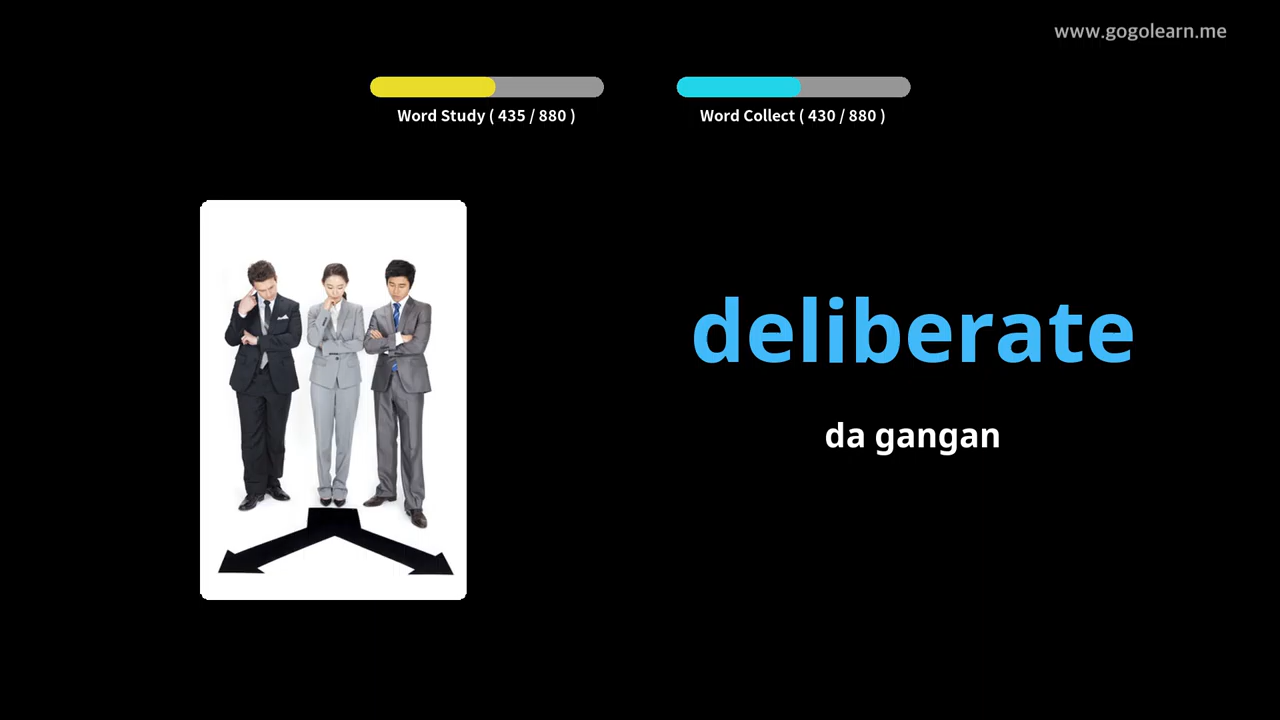 www.gogolearn.me
Word Study ( 435 / 880 )
Word Collect ( 430 / 880 )
deliberate
da gangan